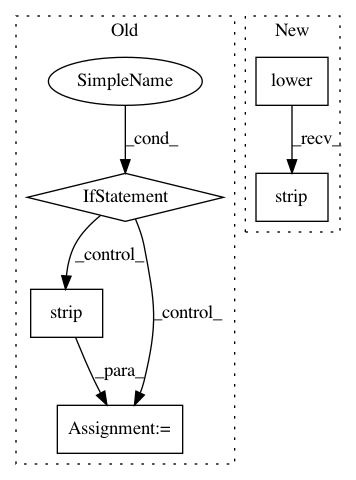 Old
New
SimpleName
lower
_cond_
_recv_
IfStatement
strip
_control_
_control_
strip
_para_
Assignment:=